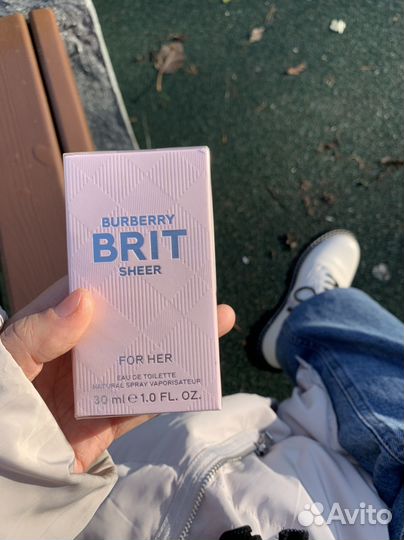 BURBERRY
BRIT
SHEER
FOR HER
EAU DE TOILETTE
NATURAL SPRAY VAPORISATEUR
30 ml e 1.0 FL. OZ.
Avito